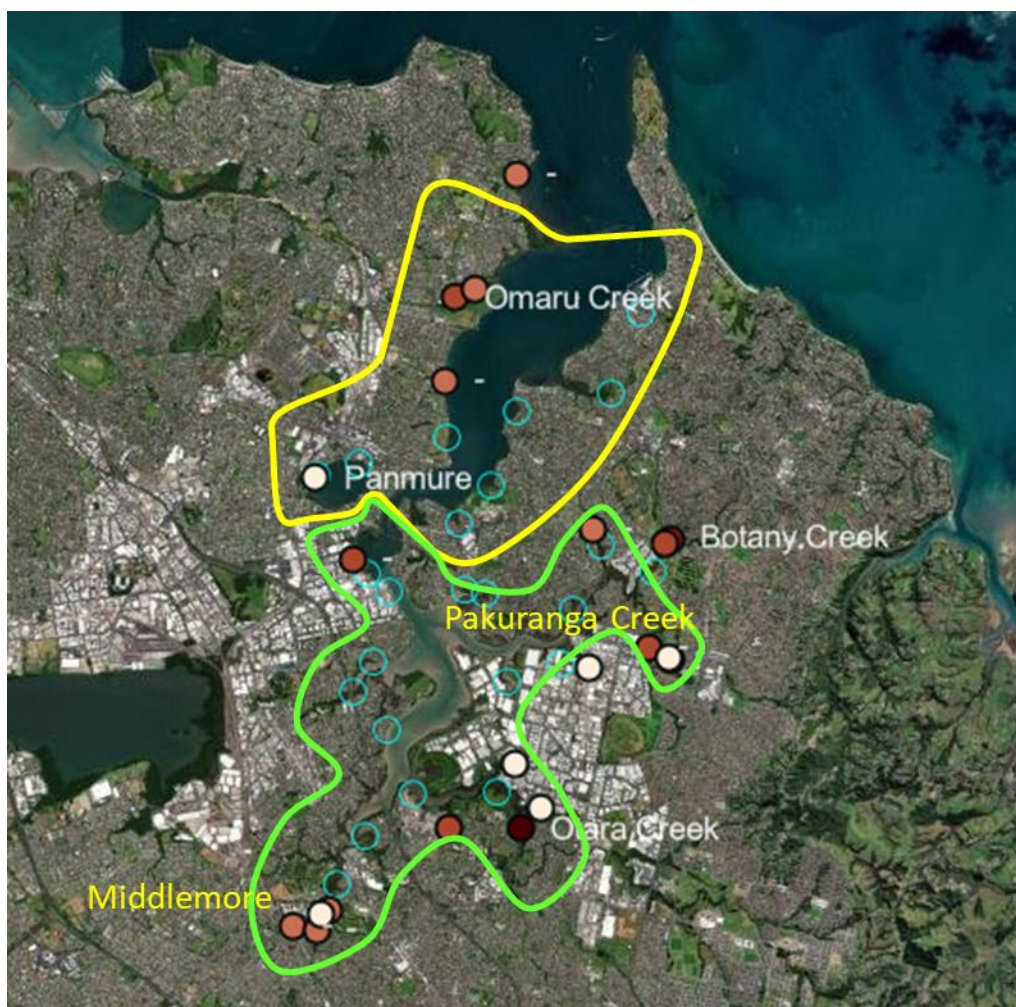 -
Omaru Creek
-
Panmure
Botany,Creek
-
Pakuranga Creek
Otara,Creek
Middlemore